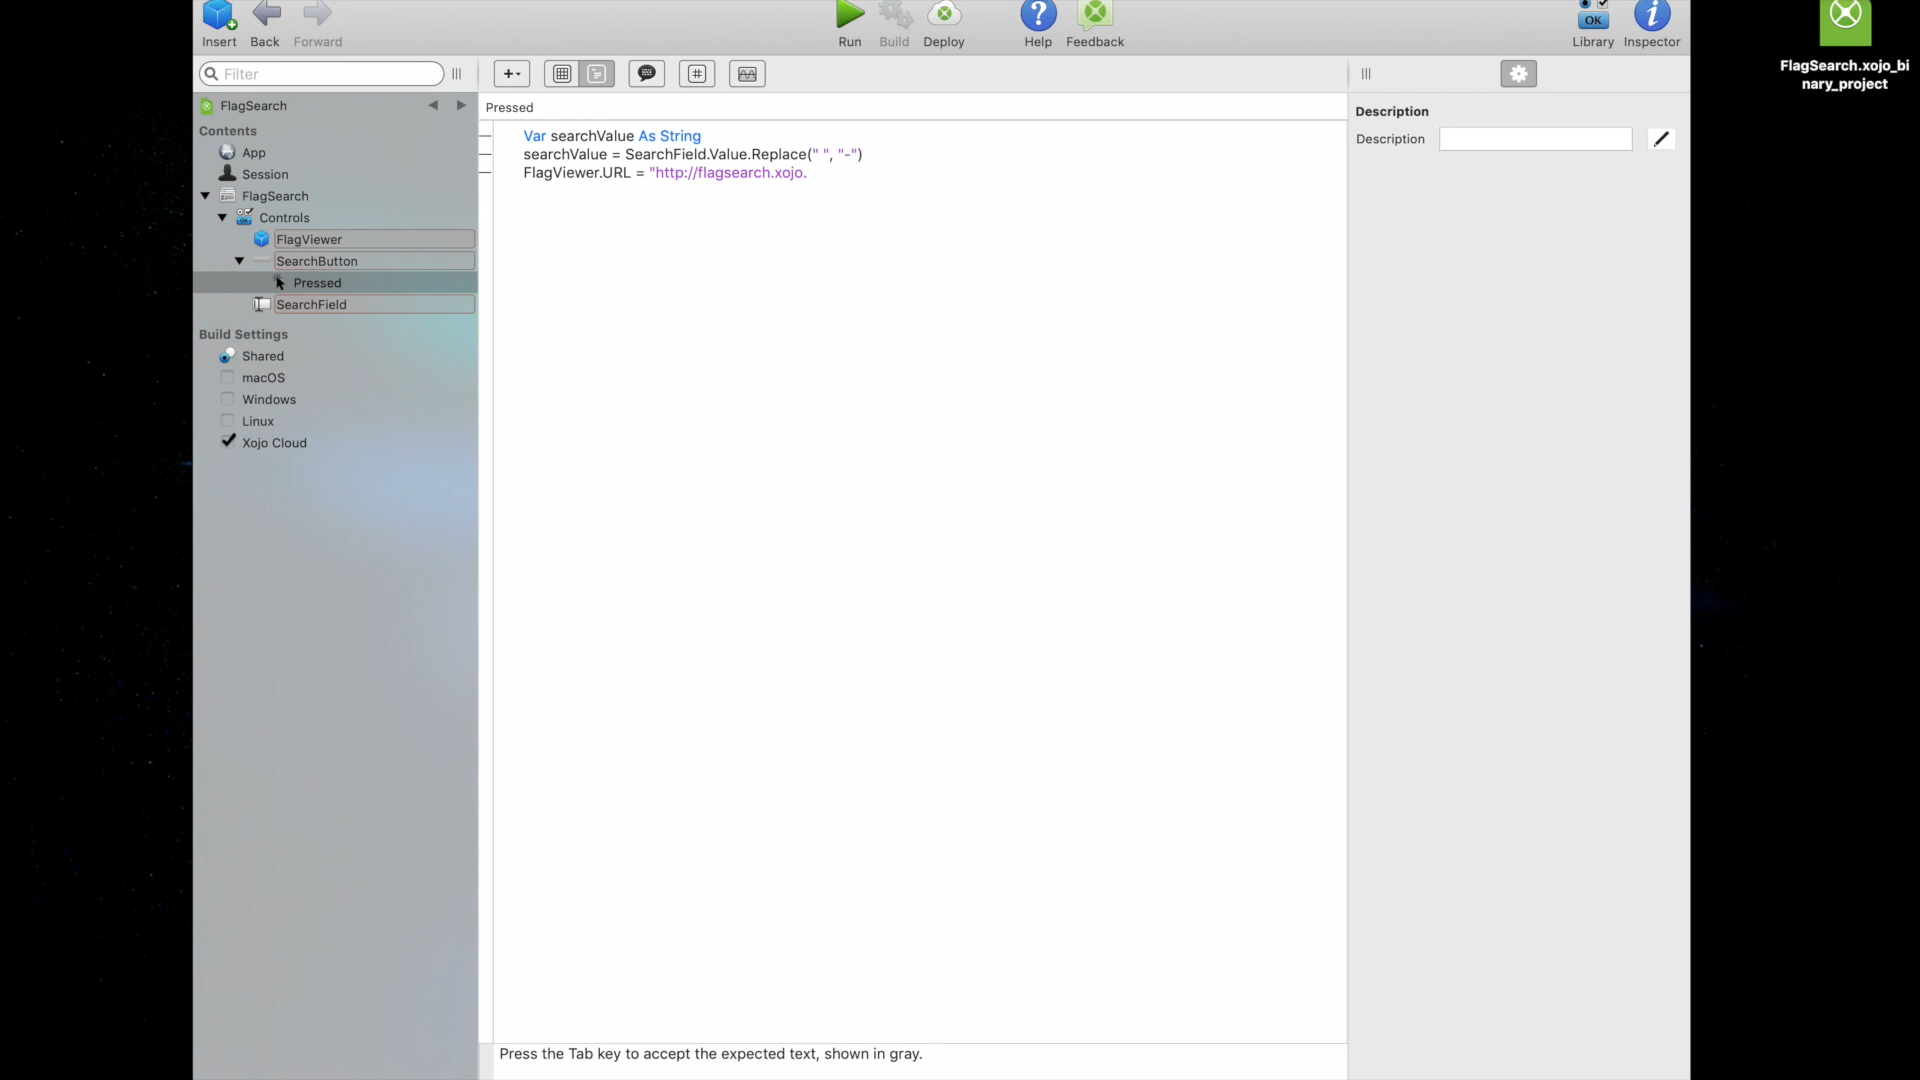 Insert Back Forward Run Build Deploy Help Feedback OK Library Inspector
FlagSearch.xojo_bi
nary_project
Filter
FlagSearch
Contents
App
Session
FlagSearch
Controls
FlagViewer
SearchButton
Pressed
SearchField
Build Settings
Shared
macOS
Windows
Linux
Xojo Cloud
Pressed
Var searchValue As String
searchValue = SearchField.Value.Replace(" ", "-")
FlagViewer.URL = "http://flagsearch.xojo.
Press the Tab key to accept the expected text, shown in gray.
Description
Description